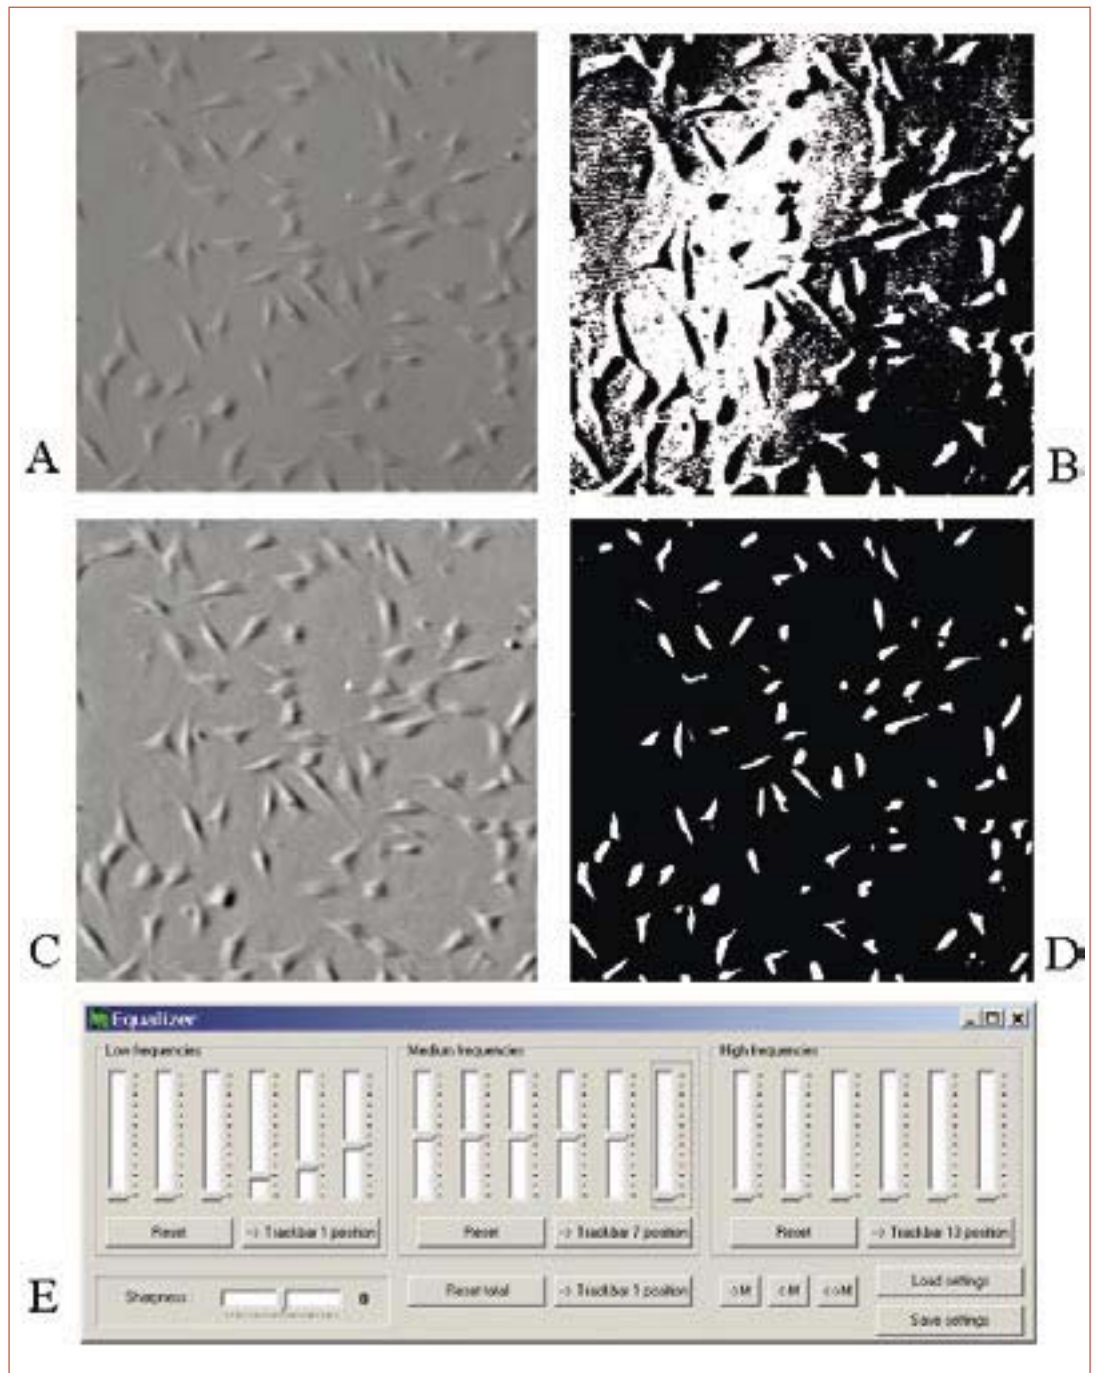 A
B
C
D
E
Equalizer
Low frequencies
Medium frequencies
High frequencies
Reset
-> Trackbar 1 position
Reset
-> Trackbar 7 position
Reset
-> Trackbar 13 position
Sharpness
0
Reset total
-> Trackbar 1 position
Load settings
Save settings